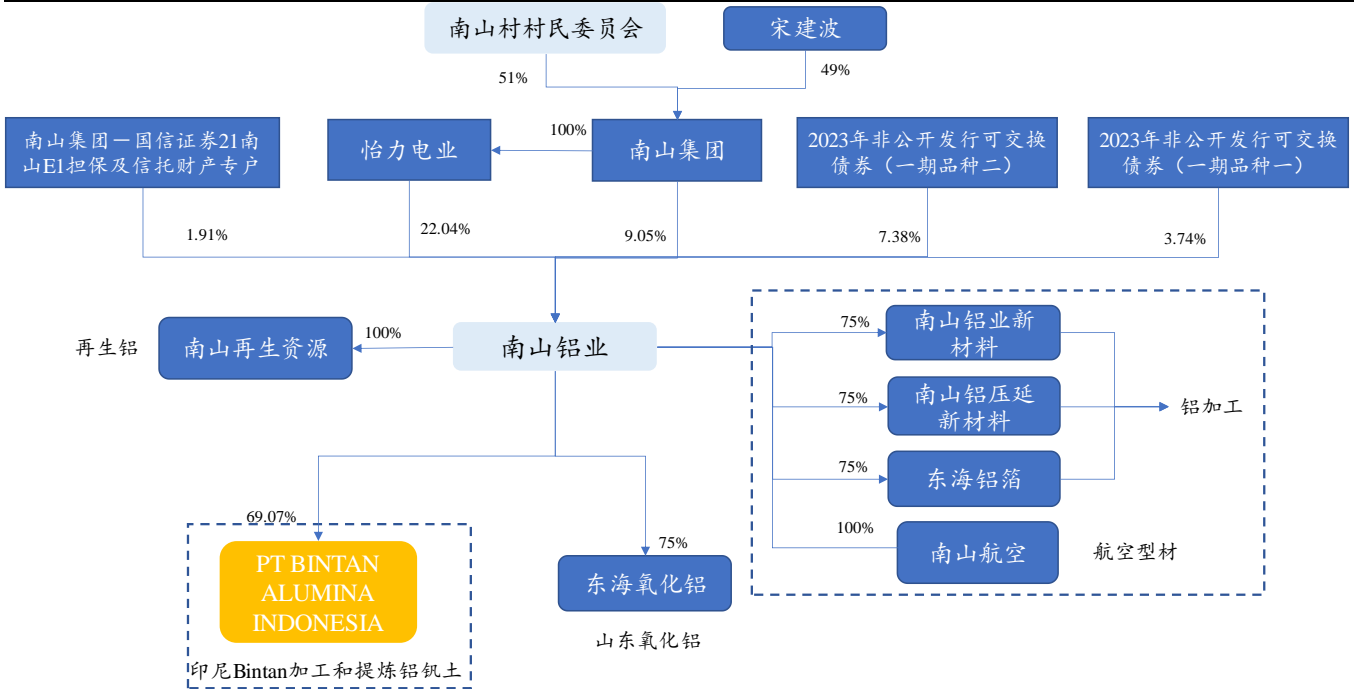 南山村村民委员会
宋建波
51%
49%
南山集团－国信证券21南
山E1担保及信托财产专户
怡力电业
100%
南山集团
2023年非公开发行可交换
债券（一期品种二）
2023年非公开发行可交换
债券（一期品种一）
1.91%
22.04%
9.05%
7.38%
3.74%
再生铝
南山再生资源
100%
南山铝业
75%
南山铝业新
材料
75%
南山铝压延
新材料
铝加工
75%
东海铝箔
100%
南山航空
航空型材
69.07%
PT BINTAN
ALUMINA
INDONESIA
印尼Bintan加工和提炼铝钒土
75%
东海氧化铝
山东氧化铝